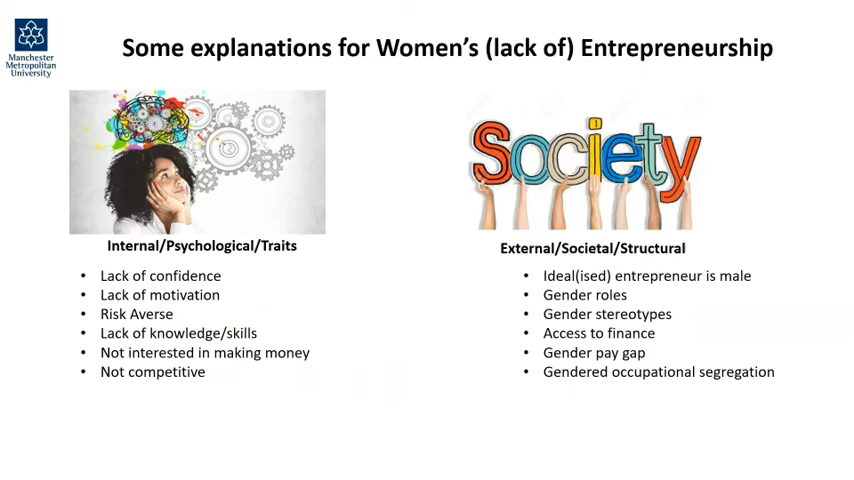 Manchester
Metropolitan
University
Some explanations for Women's (lack of) Entrepreneurship
Society
Internal/Psychological/Traits
• Lack of confidence
• Lack of motivation
• Risk Averse
• Lack of knowledge/skills
• Not interested in making money
• Not competitive
External/Societal/Structural
• Ideal(ised) entrepreneur is male
• Gender roles
• Gender stereotypes
• Access to finance
• Gender pay gap
• Gendered occupational segregation